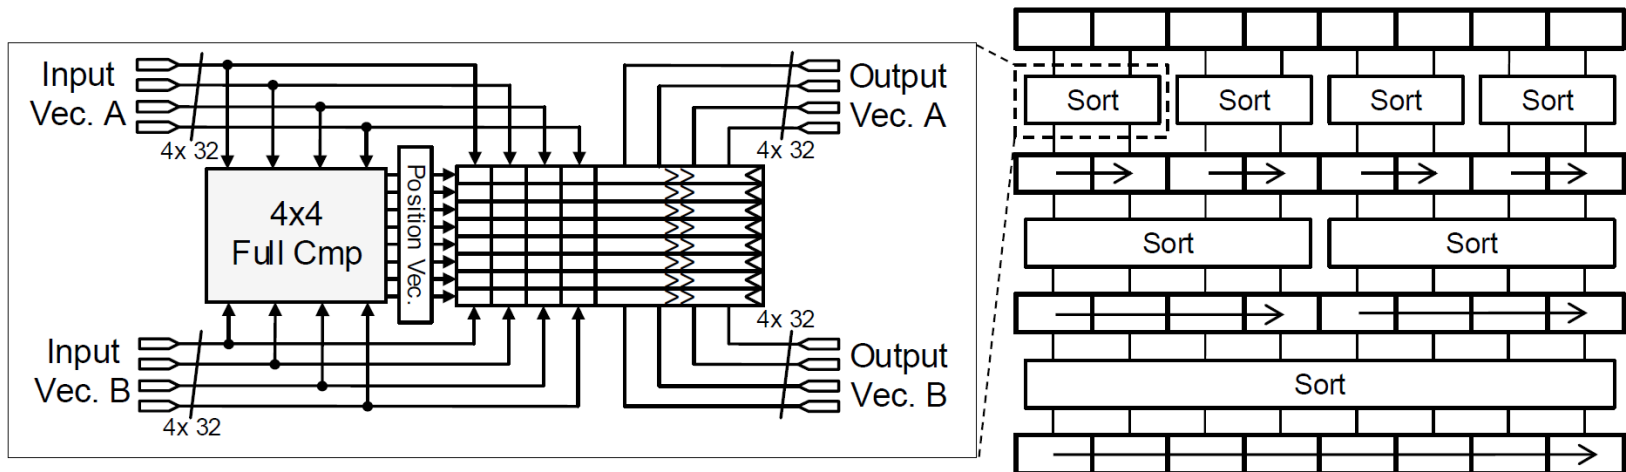 Input
Vec. A
4x 32
4x4
Full Cmp
Position Vec.
Input
Vec. B
4x 32
Output
Vec. A
4x 32
4x 32
Output
Vec. B
Sort
Sort
Sort
Sort
Sort
Sort
Sort